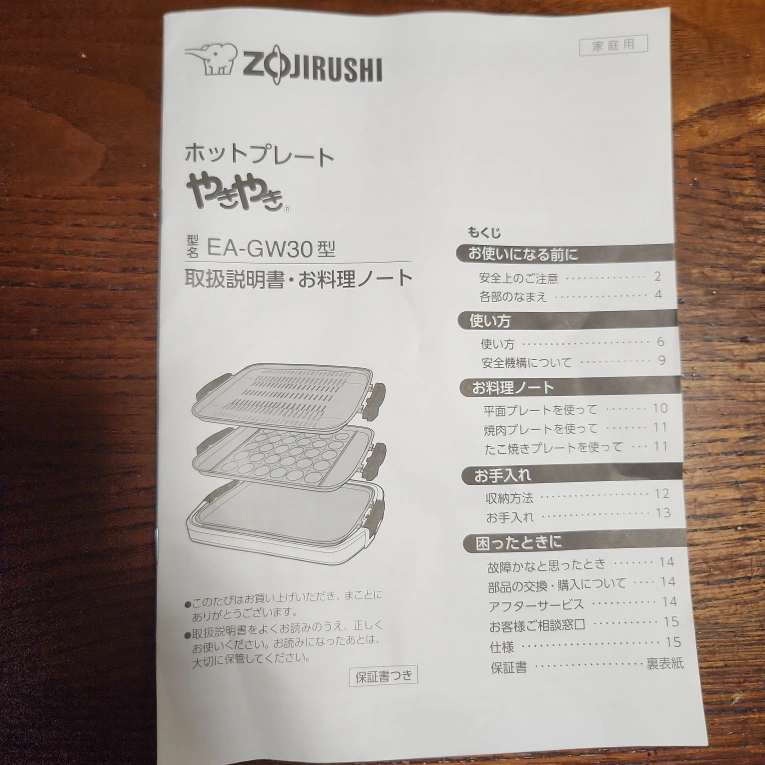 ZOJIRUSHI
家庭用
ホットプレート
やきやき®
型名 EA-GW30型
取扱説明書・お料理ノート
もくじ
お使いになる前に
安全上のご注意 ·············· 2
各部のなまえ ················ 4
使い方
使い方 ······················ 6
安全機構について ············ 9
お料理ノート
平面プレートを使って ······· 10
焼肉プレートを使って ······· 11
たこ焼きプレートを使って ··· 11
お手入れ
収納方法 ·················· 12
お手入れ ·················· 13
困ったときに
故障かなと思ったとき ······· 14
部品の交換・購入について ···· 14
アフターサービス ············ 14
お客様ご相談窓口 ············ 15
仕様 ······················ 15
保証書 ················· 裏表紙
●このたびはお買い上げいただき、まことに
ありがとうございます。
●取扱説明書をよくお読みのうえ、正しく
お使いください。お読みになったあとは、
大切に保管してください。
保証書つき